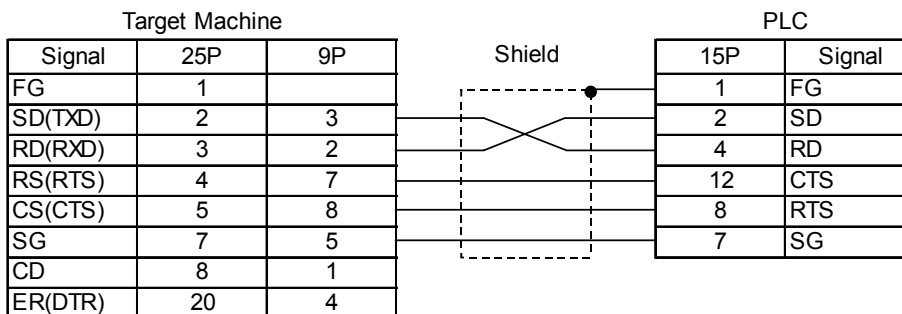 Target Machine PLC
Signal 25P 9P Shield 15P Signal
FG 1 1 FG
SD(TXD) 2 3 2 SD
RD(RXD) 3 2 4 RD
RS(RTS) 4 7 12 CTS
CS(CTS) 5 8 8 RTS
SG 7 5 7 SG
CD 8 1
ER(DTR) 20 4